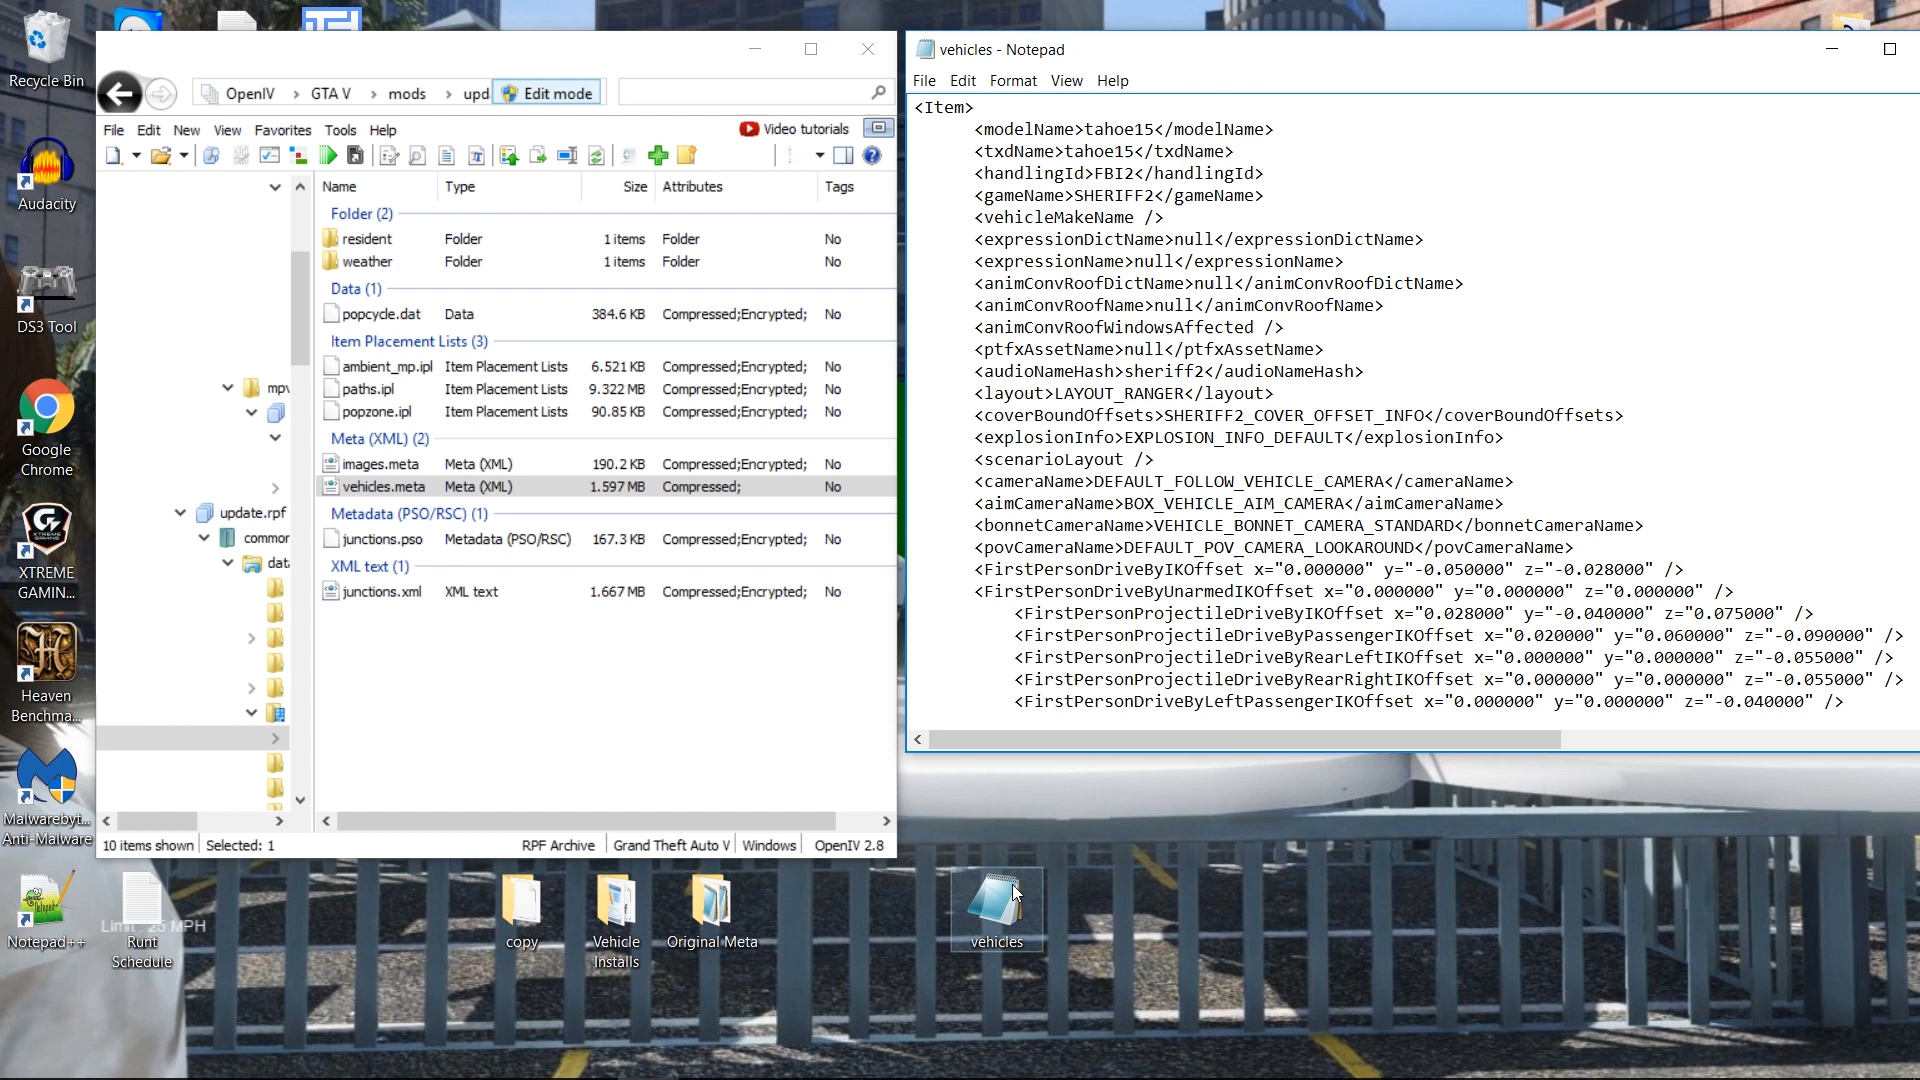 Recycle Bin
Audacity
DS3 Tool
Google
Chrome
XTREME
GAMIN...
Heaven
Benchma...
Malwarebyt...
Anti-Malware
Notepad++
Limit : 25 MPH
Runt
Schedule
OpenIV > GTA V > mods > upd
Edit mode
File Edit New View Favorites Tools Help
Video tutorials
mpv
update.rpf
common
data
Name Type Size Attributes Tags
Folder (2)
resident Folder 1 items Folder No
weather Folder 1 items Folder No
Data (1)
popcycle.dat Data 384.6 KB Compressed;Encrypted; No
Item Placement Lists (3)
ambient_mp.ipl Item Placement Lists 6.521 KB Compressed;Encrypted; No
paths.ipl Item Placement Lists 9.322 MB Compressed;Encrypted; No
popzone.ipl Item Placement Lists 90.85 KB Compressed;Encrypted; No
Meta (XML) (2)
images.meta Meta (XML) 190.2 KB Compressed;Encrypted; No
vehicles.meta Meta (XML) 1.597 MB Compressed; No
Metadata (PSO/RSC) (1)
junctions.pso Metadata (PSO/RSC) 167.3 KB Compressed;Encrypted; No
XML text (1)
junctions.xml XML text 1.667 MB Compressed;Encrypted; No
10 items shown Selected: 1 RPF Archive Grand Theft Auto V Windows OpenIV 2.8
vehicles - Notepad
File Edit Format View Help
<Item>
<modelName>tahoe15</modelName>
<txdName>tahoe15</txdName>
<handlingId>FBI2</handlingId>
<gameName>SHERIFF2</gameName>
<vehicleMakeName />
<expressionDictName>null</expressionDictName>
<expressionName>null</expressionName>
<animConvRoofDictName>null</animConvRoofDictName>
<animConvRoofName>null</animConvRoofName>
<animConvRoofWindowsAffected />
<ptfxAssetName>null</ptfxAssetName>
<audioNameHash>sheriff2</audioNameHash>
<layout>LAYOUT_RANGER</layout>
<coverBoundOffsets>SHERIFF2_COVER_OFFSET_INFO</coverBoundOffsets>
<explosionInfo>EXPLOSION_INFO_DEFAULT</explosionInfo>
<scenarioLayout />
<cameraName>DEFAULT_FOLLOW_VEHICLE_CAMERA</cameraName>
<aimCameraName>BOX_VEHICLE_AIM_CAMERA</aimCameraName>
<bonnetCameraName>VEHICLE_BONNET_CAMERA_STANDARD</bonnetCameraName>
<povCameraName>DEFAULT_POV_CAMERA_LOOKAROUND</povCameraName>
<FirstPersonDriveByIKOffset x="0.000000" y="-0.050000" z="-0.028000" />
<FirstPersonDriveByUnarmedIKOffset x="0.000000" y="0.000000" z="0.000000" />
<FirstPersonProjectileDriveByIKOffset x="0.028000" y="-0.040000" z="0.075000" />
<FirstPersonProjectileDriveByPassengerIKOffset x="0.020000" y="0.060000" z="-0.090000" />
<FirstPersonProjectileDriveByRearLeftIKOffset x="0.000000" y="0.000000" z="-0.055000" />
<FirstPersonProjectileDriveByRearRightIKOffset x="0.000000" y="0.000000" z="-0.055000" />
<FirstPersonDriveByLeftPassengerIKOffset x="0.000000" y="0.000000" z="-0.040000" />
copy
Vehicle
Installs
Original Meta
vehicles